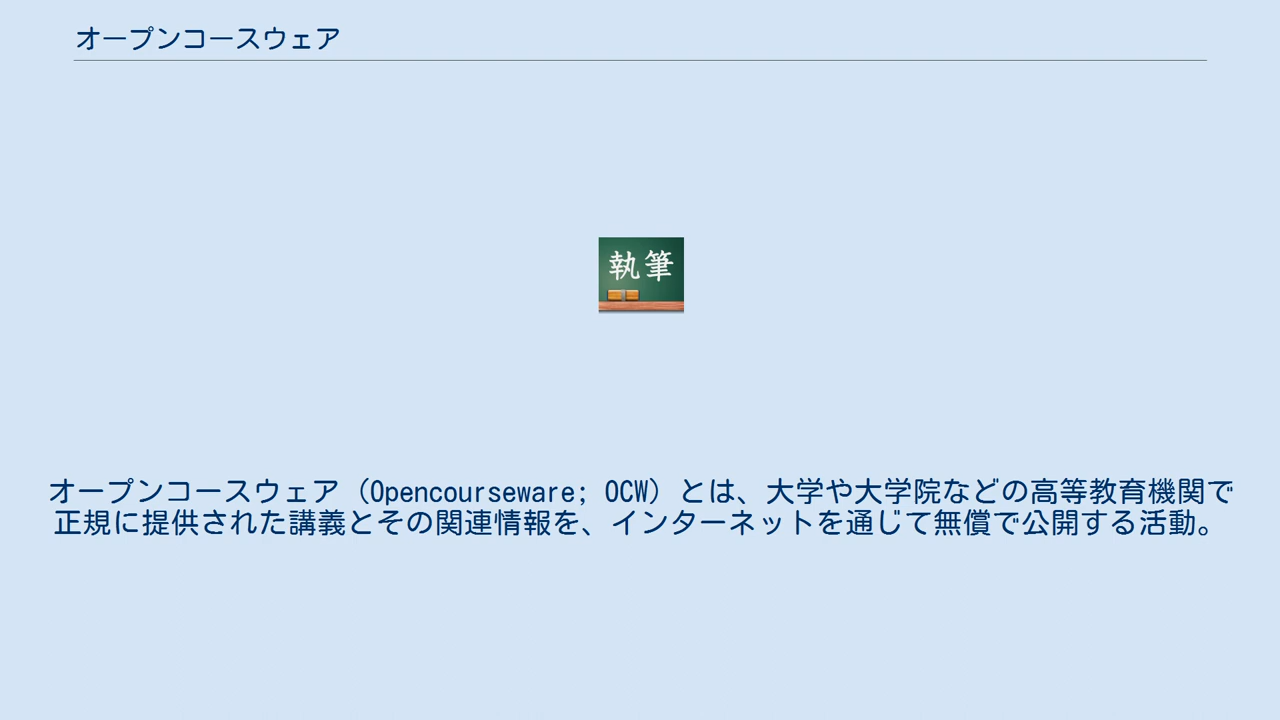 オープンコースウェア
執筆
オープンコースウェア（Opencourseware; OCW）とは、大学や大学院などの高等教育機関で
正規に提供された講義とその関連情報を、インターネットを通じて無償で公開する活動。